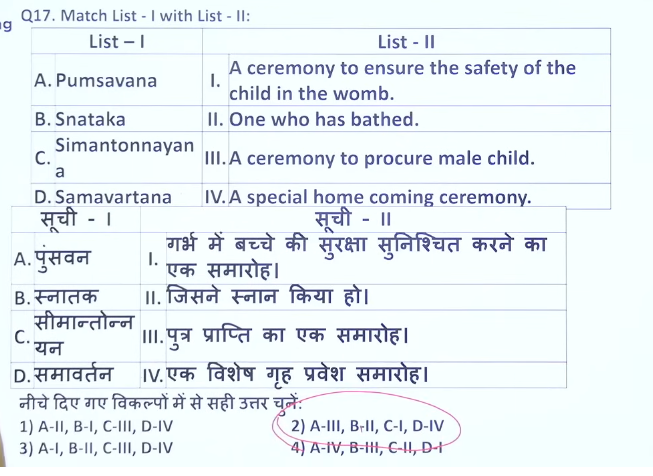 g
Q17. Match List - I with List - II:
List – I List - II
A. Pumsavana I. A ceremony to ensure the safety of the
child in the womb.
B. Snataka II. One who has bathed.
C. Simantonnayan
a III. A ceremony to procure male child.
D. Samavartana IV. A special home coming ceremony.
सूची - I सूची - II
A. पुंसवन I. गर्भ में बच्चे की सुरक्षा सुनिश्चित करने का
एक समारोह।
B. स्नातक II. जिसने स्नान किया हो।
C. सीमान्तोन्न
यन III. पुत्र प्राप्ति का एक समारोह।
D. समावर्तन IV. एक विशेष गृह प्रवेश समारोह।
नीचे दिए गए विकल्पों में से सही उत्तर चुनें:
1) A-II, B-I, C-III, D-IV 2) A-III, B-II, C-I, D-IV
3) A-I, B-II, C-III, D-IV 4) A-IV, B-III, C-II, D-I